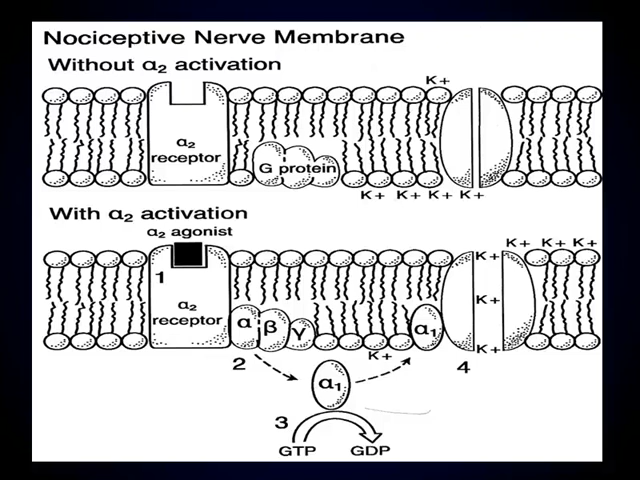 Nociceptive Nerve Membrane
Without α₂ activation
K+
α₂
receptor
G protein
K+ K+ K+ K+
With α₂ activation
α₂ agonist
K+ K+ K+
K+
1
α₂
receptor
K+
α β γ
α₁
K+
K+
2
4
α₁
3
GTP GDP